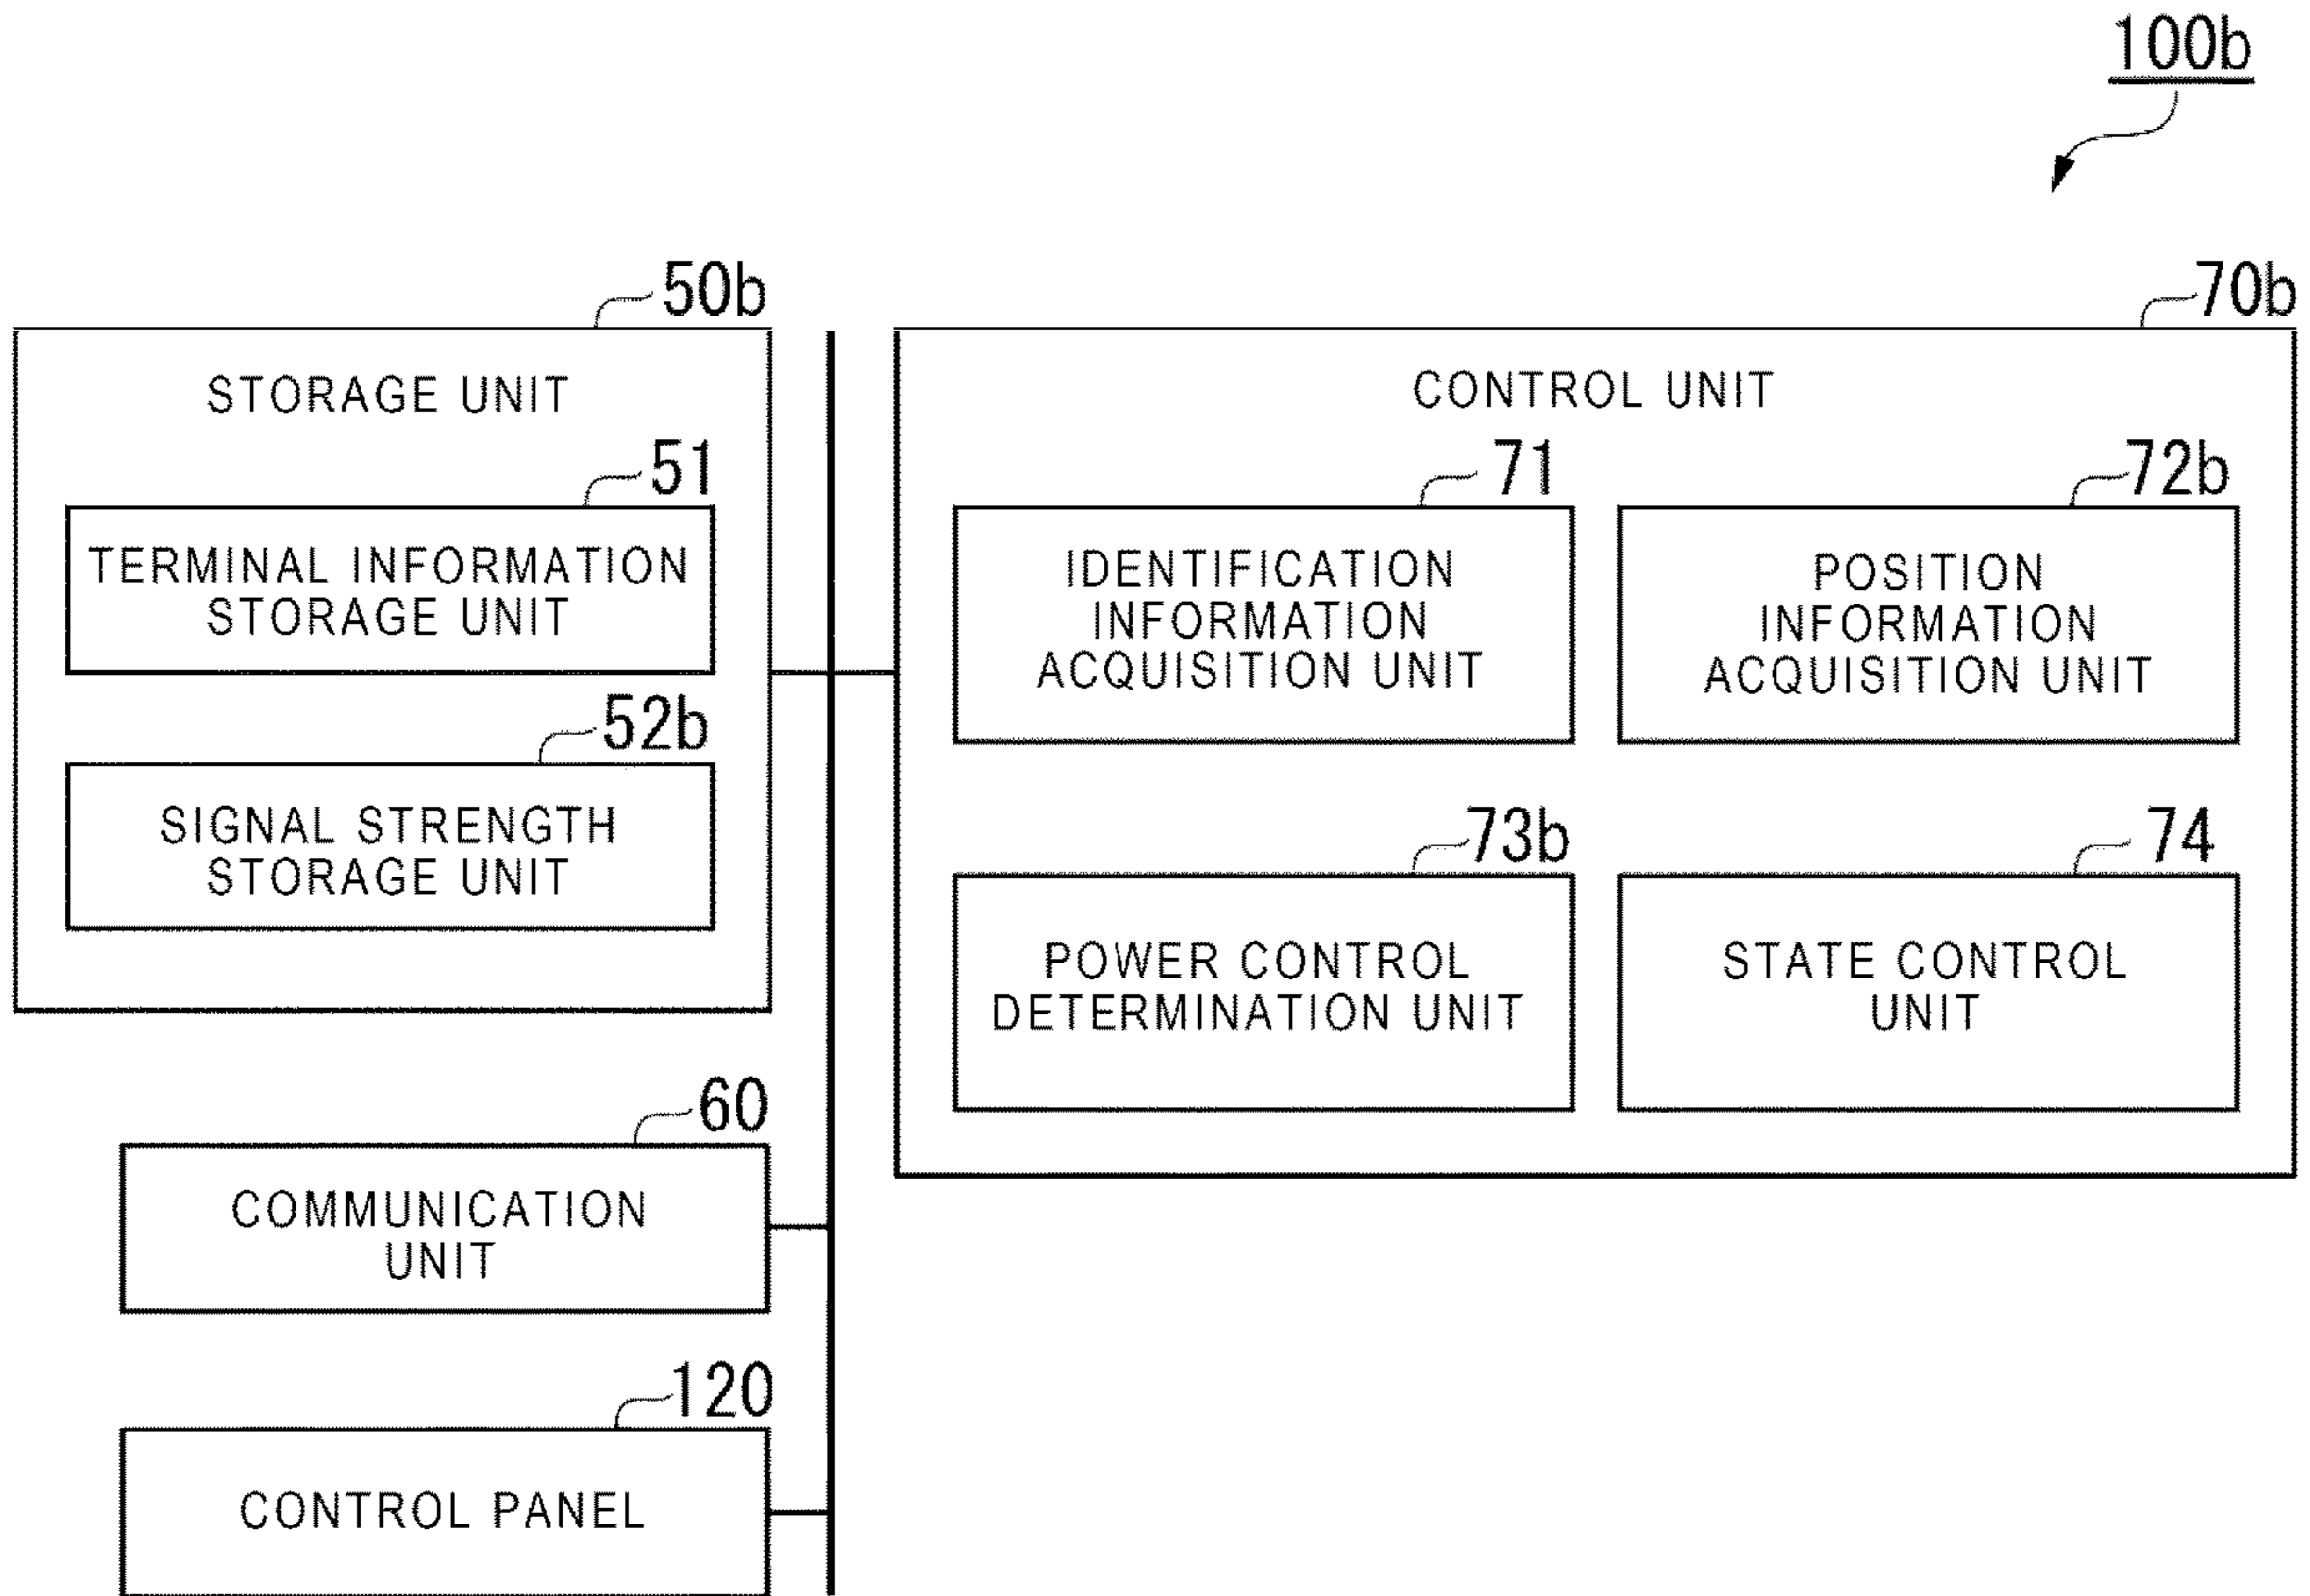 100b
50b
STORAGE UNIT
51
TERMINAL INFORMATION
STORAGE UNIT
52b
SIGNAL STRENGTH
STORAGE UNIT
60
COMMUNICATION
UNIT
120
CONTROL PANEL
70b
CONTROL UNIT
71
IDENTIFICATION
INFORMATION
ACQUISITION UNIT
72b
POSITION
INFORMATION
ACQUISITION UNIT
73b
POWER CONTROL
DETERMINATION UNIT
74
STATE CONTROL
UNIT